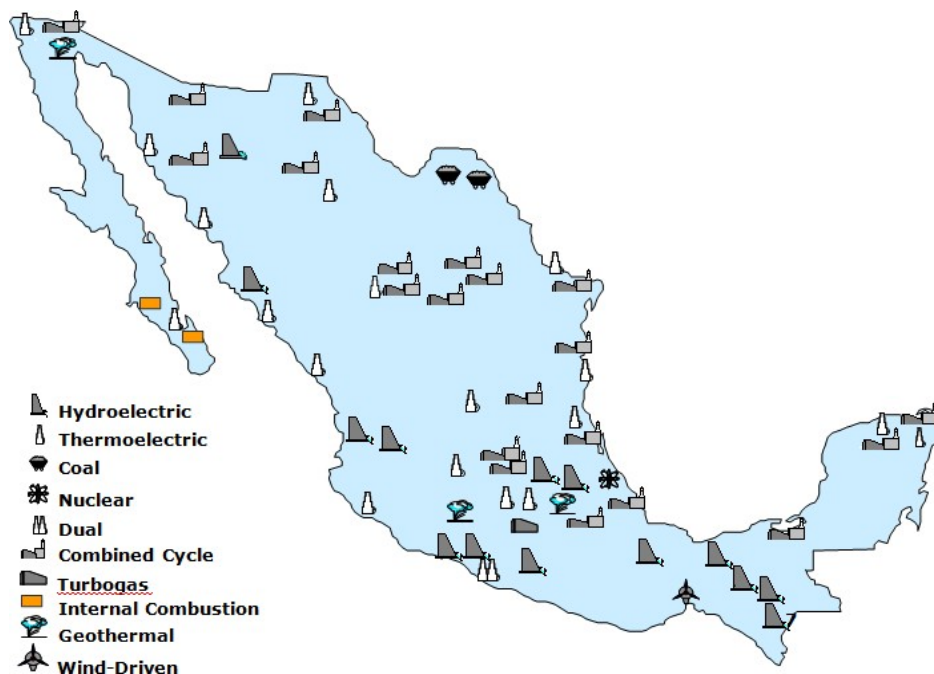 Hydroelectric
Thermoelectric
Coal
Nuclear
Dual
Combined Cycle
Turbogas
Internal Combustion
Geothermal
Wind-Driven